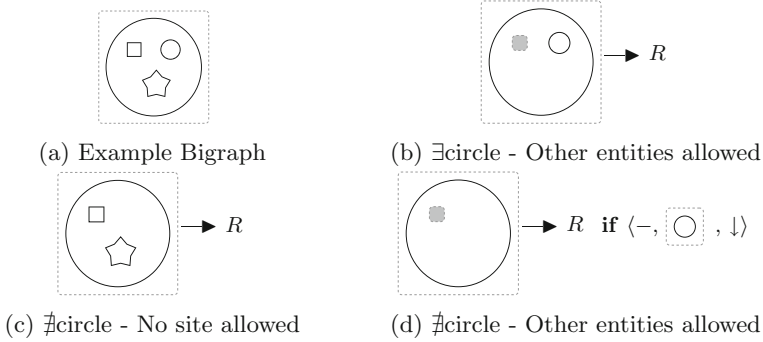 R
(a) Example Bigraph
(b) ∃circle - Other entities allowed
R
R if ⟨−, , ↓⟩
(c) ∄circle - No site allowed
(d) ∄circle - Other entities allowed